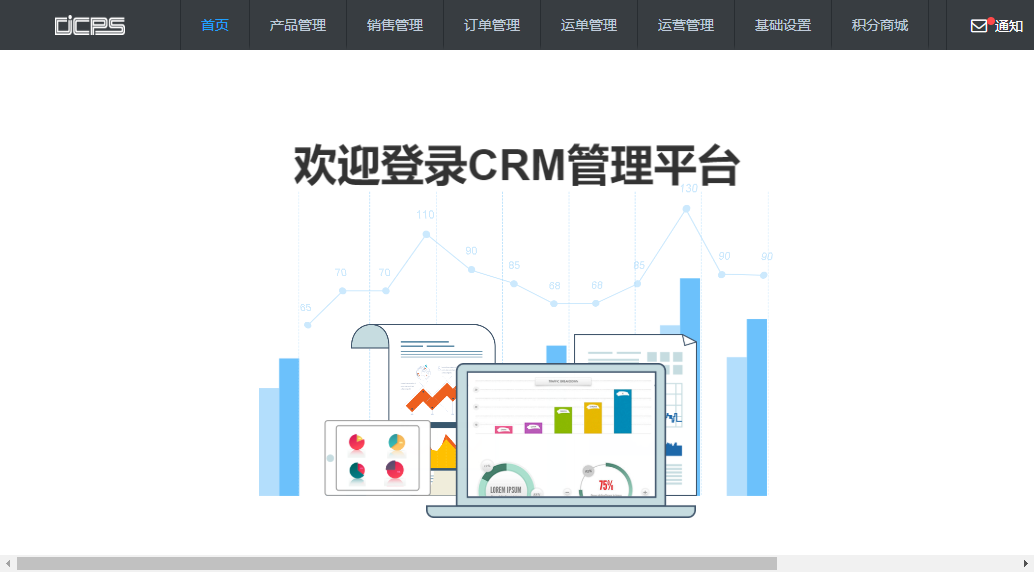 DCPS
首页
产品管理
销售管理
订单管理
运单管理
运营管理
基础设置
积分商城
通知
欢迎登录CRM管理平台
130
110
90
90
90
85
85
70
70
68
68
65
LOREM IPSUM
75%